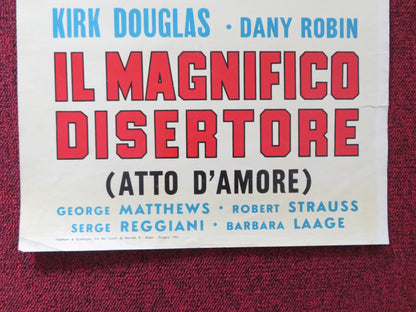 KIRK DOUGLAS • DANY ROBIN
IL MAGNIFICO
DISERTORE
(ATTO D'AMORE)
GEORGE MATTHEWS • ROBERT STRAUSS
SERGE REGGIANI • BARBARA LAAGE